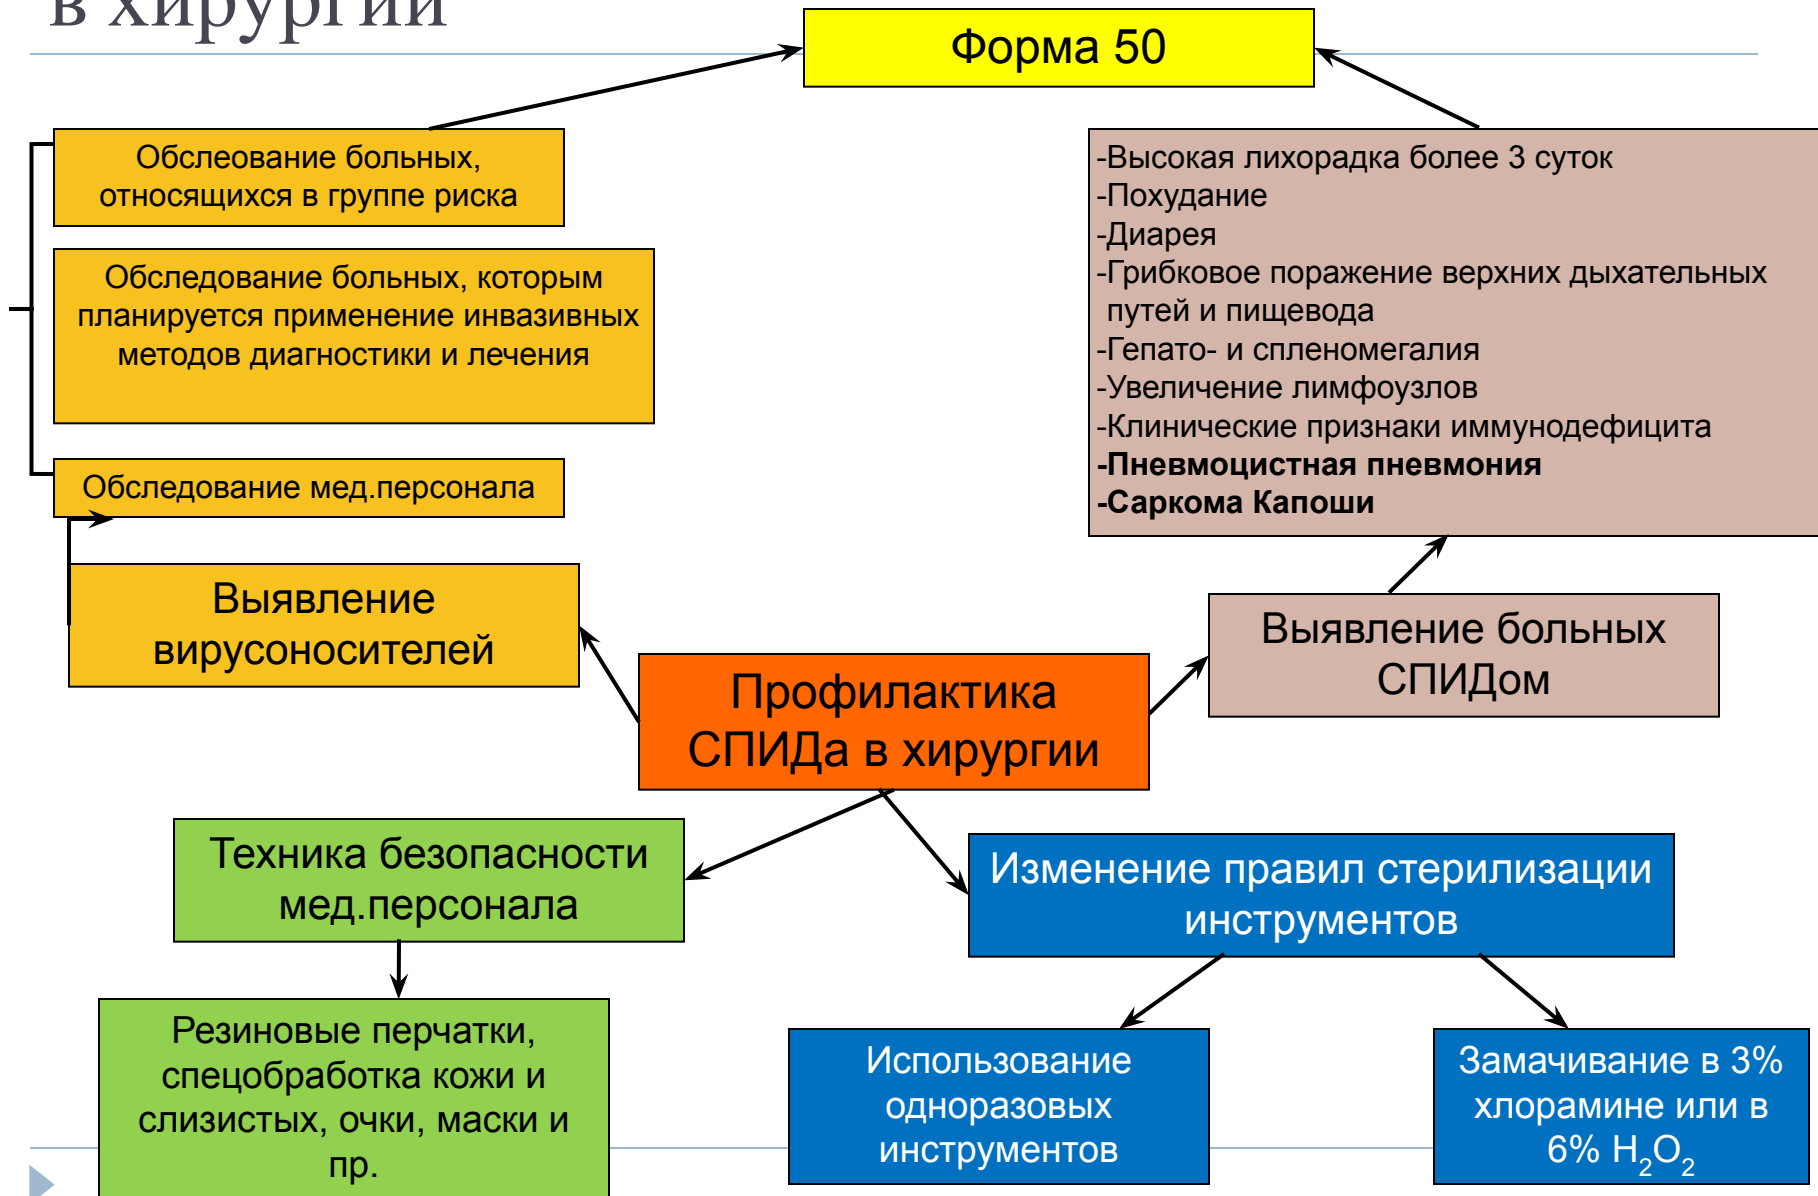 в хирургии
Форма 50
Обслеование больных,
относящихся в группе риска
Обследование больных, которым
планируется применение инвазивных
методов диагностики и лечения
Обследование мед.персонала
-Высокая лихорадка более 3 суток
-Похудание
-Диарея
-Грибковое поражение верхних дыхательных
путей и пищевода
-Гепато- и спленомегалия
-Увеличение лимфоузлов
-Клинические признаки иммунодефицита
-Пневмоцистная пневмония
-Саркома Капоши
Выявление
вирусоносителей
Выявление больных
СПИДом
Профилактика
СПИДа в хирургии
Техника безопасности
мед.персонала
Изменение правил стерилизации
инструментов
Резиновые перчатки,
спецобработка кожи и
слизистых, очки, маски и
пр.
Использование
одноразовых
инструментов
Замачивание в 3%
хлорамине или в
6% H₂O₂